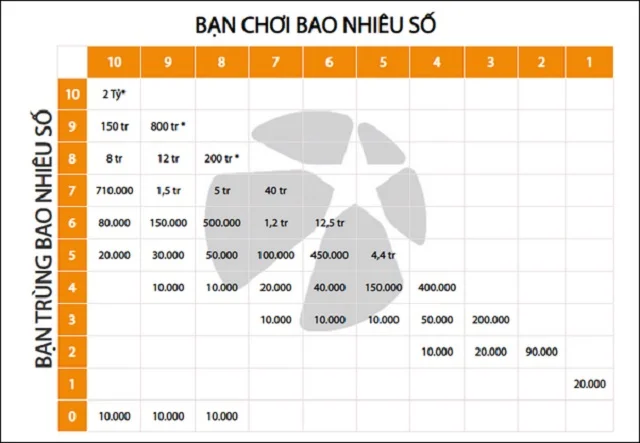 BẠN CHƠI BAO NHIÊU SỐ
BẠN TRÚNG BAO NHIÊU SỐ
10 9 8 7 6 5 4 3 2 1
10 2 Tỷ*
9 150 tr 800 tr *
8 8 tr 12 tr 200 tr *
7 710.000 1,5 tr 5 tr 40 tr
6 80.000 150.000 500.000 1,2 tr 12,5 tr
5 20.000 30.000 50.000 100.000 450.000 4,4 tr
4 10.000 10.000 20.000 40.000 150.000 400.000
3 10.000 10.000 10.000 50.000 200.000
2 10.000 20.000 90.000
1 20.000
0 10.000 10.000 10.000